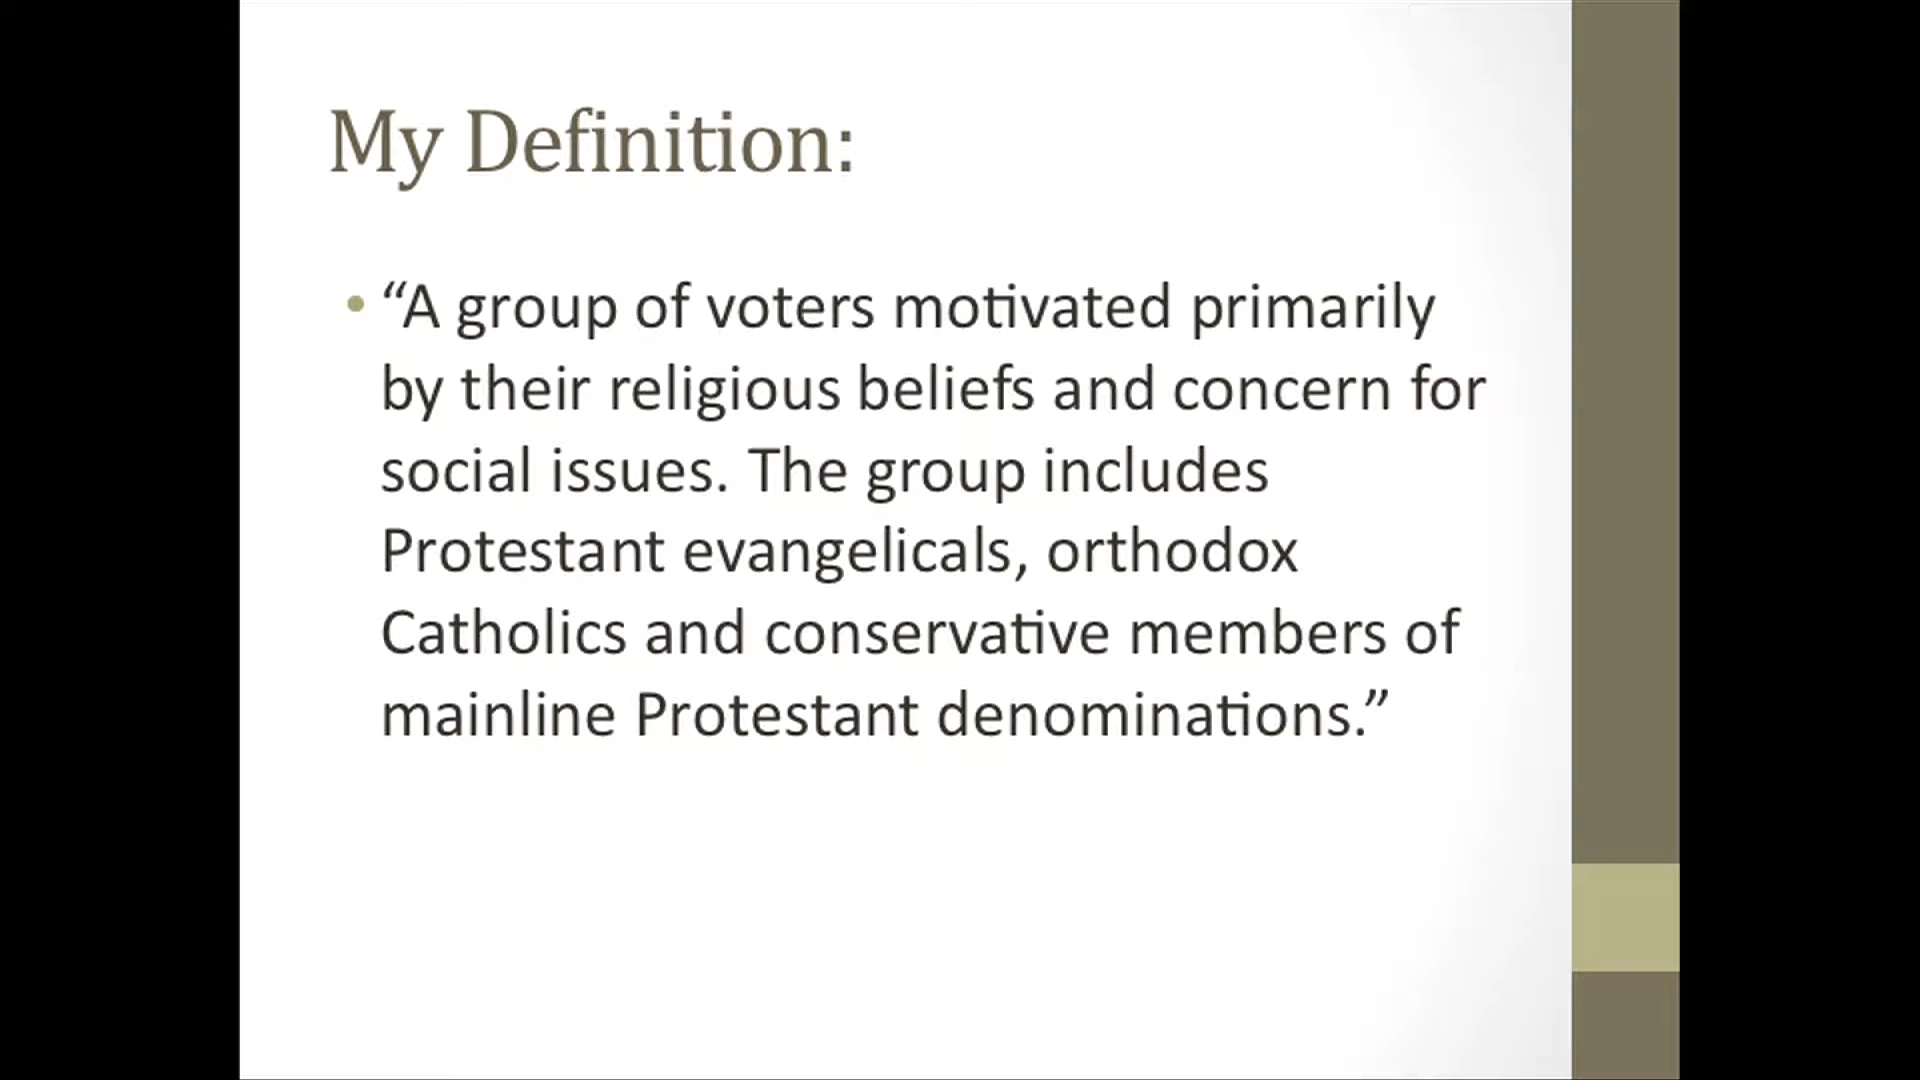 My Definition:
• “A group of voters motivated primarily
by their religious beliefs and concern for
social issues. The group includes
Protestant evangelicals, orthodox
Catholics and conservative members of
mainline Protestant denominations.”